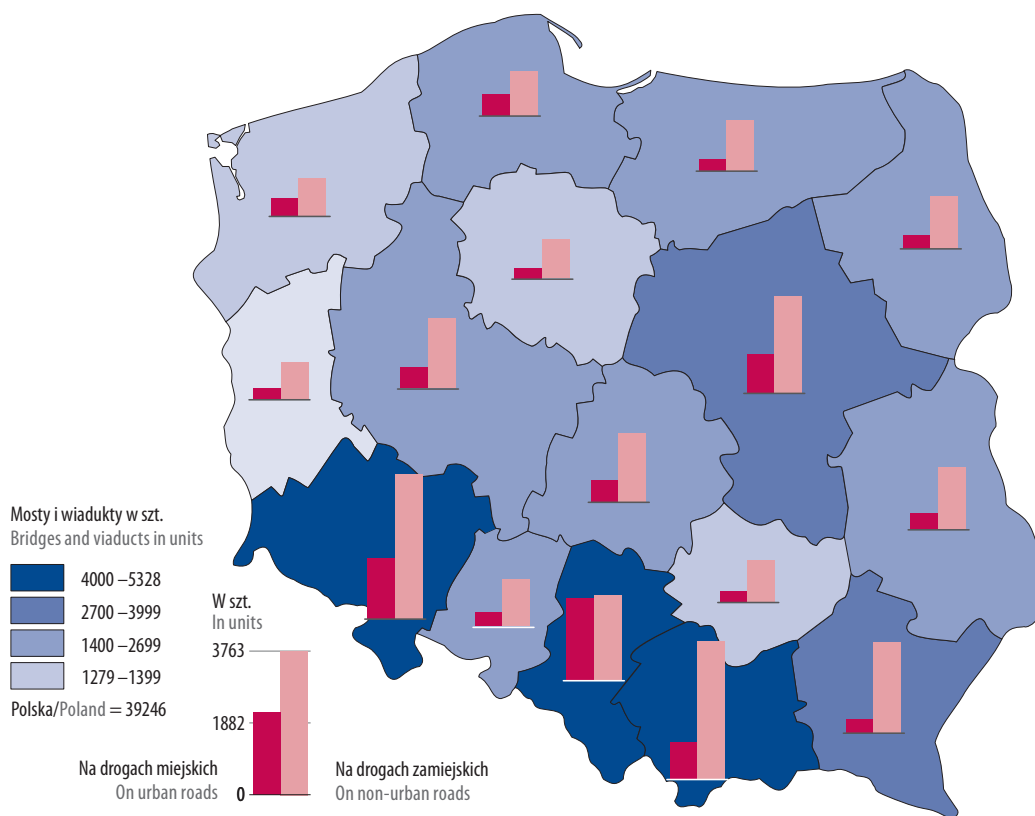 Mosty i wiadukty w szt.
Bridges and viaducts in units
4000 –5328
2700 –3999
1400 –2699
1279 –1399
Polska/Poland = 39246
W szt.
In units
3763
1882
0
Na drogach miejskich
On urban roads
Na drogach zamiejskich
On non-urban roads